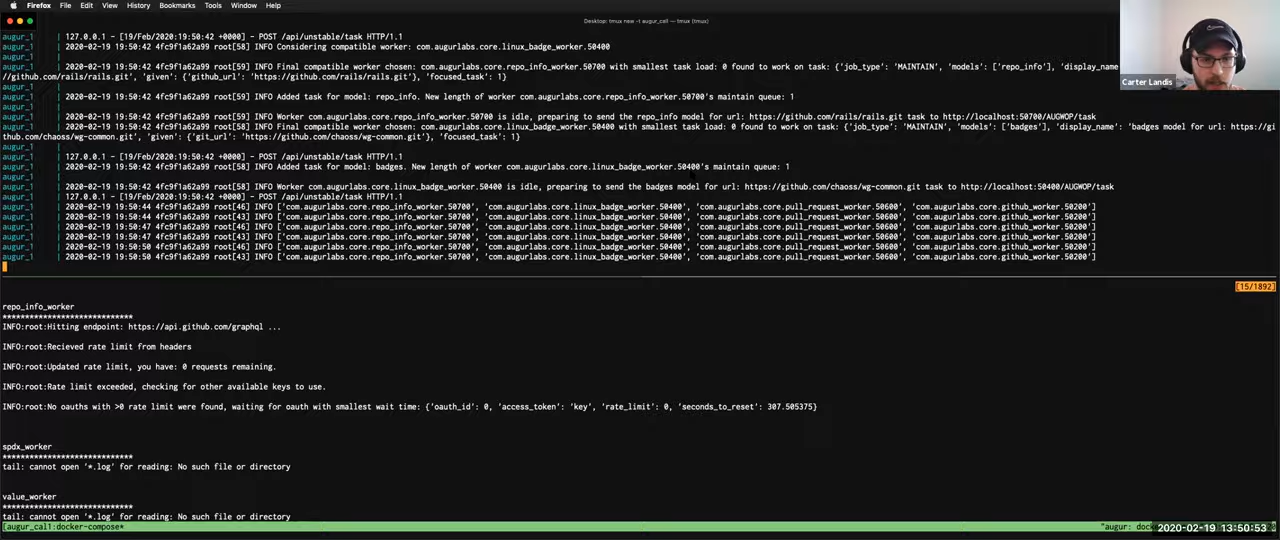 Firefox File Edit View History Bookmarks Tools Window Help
Desktop: tmux new -t augur_cell — tmux (tmux)
Carter Landis
augur_1 | 127.0.0.1 - [19/Feb/2020:19:50:42 +0000] - POST /api/unstable/task HTTP/1.1
augur_1 | 2020-02-19 19:50:42 4fc9f1a62a99 root[58] INFO Considering compatible worker: com.augurlabs.core.linux_badge_worker.50400
augur_1 |
augur_1 | 2020-02-19 19:50:42 4fc9f1a62a99 root[59] INFO Final compatible worker chosen: com.augurlabs.core.repo_info_worker.50700 with smallest task load: 0 found to work on task: {'job_type': 'MAINTAIN', 'models': ['repo_info'], 'display_name
//github.com/rails/rails.git', 'given': {'github_url': 'https://github.com/rails/rails.git'}, 'focused_task': 1}
augur_1 |
augur_1 | 2020-02-19 19:50:42 4fc9f1a62a99 root[59] INFO Added task for model: repo_info. New length of worker com.augurlabs.core.repo_info_worker.50700's maintain queue: 1
augur_1 |
augur_1 | 2020-02-19 19:50:42 4fc9f1a62a99 root[59] INFO Worker com.augurlabs.core.repo_info_worker.50700 is idle, preparing to send the repo_info model for url: https://github.com/rails/rails.git task to http://localhost:50700/AUGWOP/task
augur_1 | 2020-02-19 19:50:42 4fc9f1a62a99 root[58] INFO Final compatible worker chosen: com.augurlabs.core.linux_badge_worker.50400 with smallest task load: 0 found to work on task: {'job_type': 'MAINTAIN', 'models': ['badges'], 'display_name': 'badges model for url: https://gi
thub.com/chaoss/wg-common.git', 'given': {'git_url': 'https://github.com/chaoss/wg-common.git'}, 'focused_task': 1}
augur_1 |
augur_1 | 127.0.0.1 - [19/Feb/2020:19:50:42 +0000] - POST /api/unstable/task HTTP/1.1
augur_1 | 2020-02-19 19:50:42 4fc9f1a62a99 root[58] INFO Added task for model: badges. New length of worker com.augurlabs.core.linux_badge_worker.50400's maintain queue: 1
augur_1 |
augur_1 | 2020-02-19 19:50:42 4fc9f1a62a99 root[58] INFO Worker com.augurlabs.core.linux_badge_worker.50400 is idle, preparing to send the badges model for url: https://github.com/chaoss/wg-common.git task to http://localhost:50400/AUGWOP/task
augur_1 | 127.0.0.1 - [19/Feb/2020:19:50:42 +0000] - POST /api/unstable/task HTTP/1.1
augur_1 | 2020-02-19 19:50:44 4fc9f1a62a99 root[46] INFO ['com.augurlabs.core.repo_info_worker.50700', 'com.augurlabs.core.linux_badge_worker.50400', 'com.augurlabs.core.pull_request_worker.50600', 'com.augurlabs.core.github_worker.50200']
augur_1 | 2020-02-19 19:50:44 4fc9f1a62a99 root[43] INFO ['com.augurlabs.core.repo_info_worker.50700', 'com.augurlabs.core.linux_badge_worker.50400', 'com.augurlabs.core.pull_request_worker.50600', 'com.augurlabs.core.github_worker.50200']
augur_1 | 2020-02-19 19:50:47 4fc9f1a62a99 root[46] INFO ['com.augurlabs.core.repo_info_worker.50700', 'com.augurlabs.core.linux_badge_worker.50400', 'com.augurlabs.core.pull_request_worker.50600', 'com.augurlabs.core.github_worker.50200']
augur_1 | 2020-02-19 19:50:47 4fc9f1a62a99 root[43] INFO ['com.augurlabs.core.repo_info_worker.50700', 'com.augurlabs.core.linux_badge_worker.50400', 'com.augurlabs.core.pull_request_worker.50600', 'com.augurlabs.core.github_worker.50200']
augur_1 | 2020-02-19 19:50:50 4fc9f1a62a99 root[46] INFO ['com.augurlabs.core.repo_info_worker.50700', 'com.augurlabs.core.linux_badge_worker.50400', 'com.augurlabs.core.pull_request_worker.50600', 'com.augurlabs.core.github_worker.50200']
augur_1 | 2020-02-19 19:50:50 4fc9f1a62a99 root[43] INFO ['com.augurlabs.core.repo_info_worker.50700', 'com.augurlabs.core.linux_badge_worker.50400', 'com.augurlabs.core.pull_request_worker.50600', 'com.augurlabs.core.github_worker.50200']
[15/1892]
repo_info_worker
******************************
INFO:root:Hitting endpoint: https://api.github.com/graphql ...
INFO:root:Recieved rate limit from headers
INFO:root:Updated rate limit, you have: 0 requests remaining.
INFO:root:Rate limit exceeded, checking for other available keys to use.
INFO:root:No oauths with >0 rate limit were found, waiting for oauth with smallest wait time: {'oauth_id': 0, 'access_token': 'key', 'rate_limit': 0, 'seconds_to_reset': 307.505375}
spdx_worker
******************************
tail: cannot open '*.log' for reading: No such file or directory
value_worker
******************************
tail: cannot open '*.log' for reading: No such file or directory
[augur_cal1:docker-compose* "augur: dock
2020-02-19 13:50:53